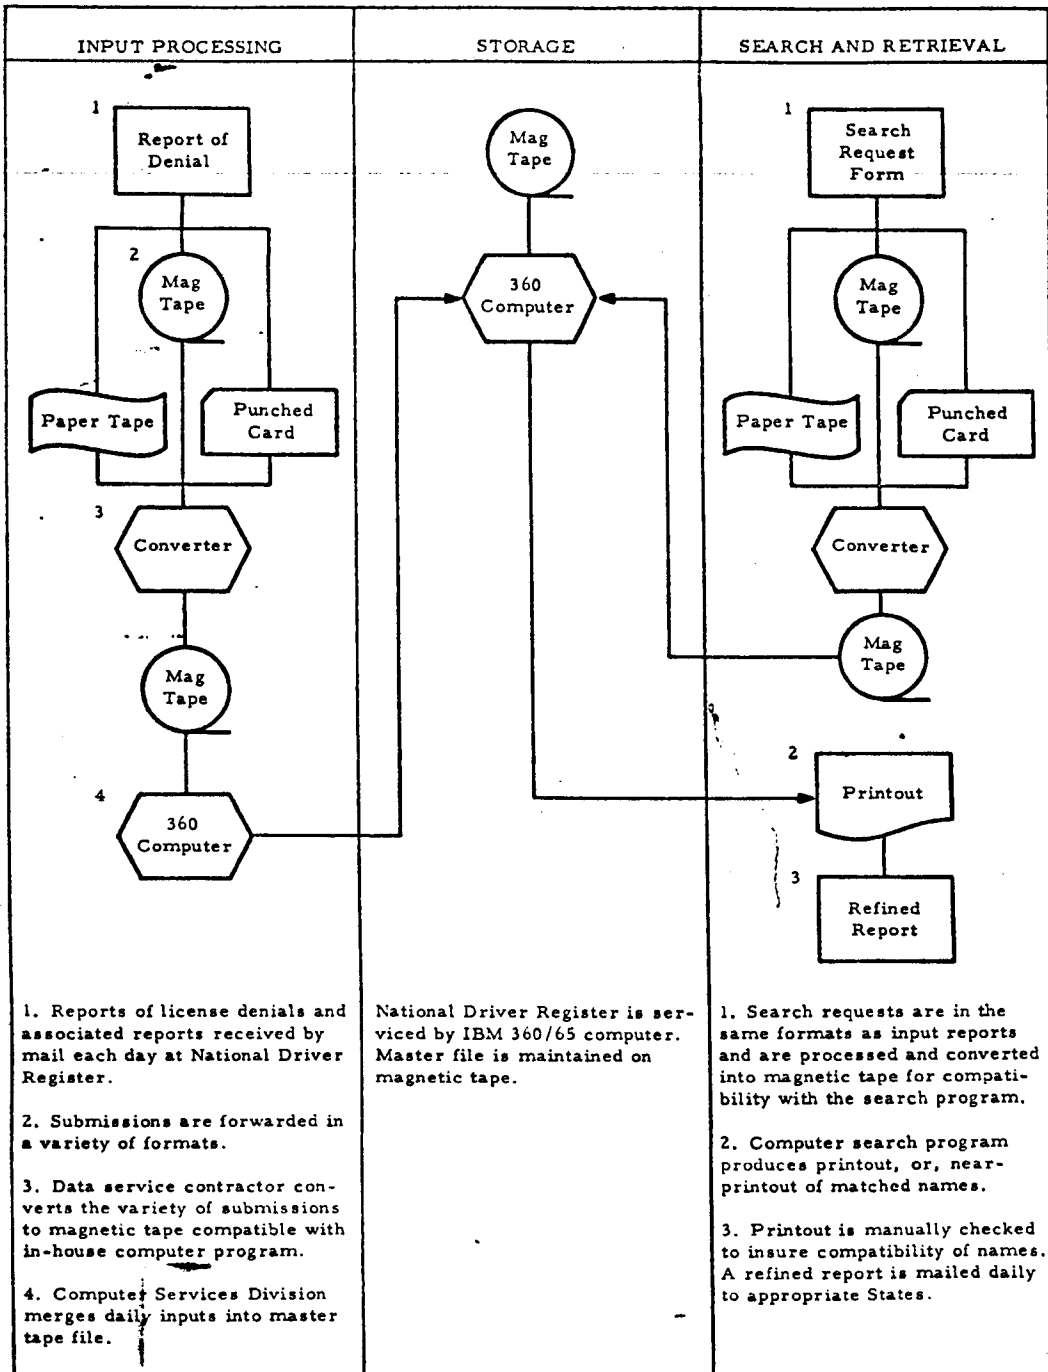 INPUT PROCESSING
STORAGE
SEARCH AND RETRIEVAL
1
Report of
Denial
2
Mag
Tape
Paper Tape
Punched
Card
3
Converter
Mag
Tape
4
360
Computer
Mag
Tape
360
Computer
1
Search
Request
Form
Mag
Tape
Paper Tape
Punched
Card
Converter
Mag
Tape
2
Printout
3
Refined
Report
1. Reports of license denials and
associated reports received by
mail each day at National Driver
Register.
2. Submissions are forwarded in
a variety of formats.
3. Data service contractor con-
verts the variety of submissions
to magnetic tape compatible with
in-house computer program.
4. Computer Services Division
merges daily inputs into master
tape file.
National Driver Register is ser-
viced by IBM 360/65 computer.
Master file is maintained on
magnetic tape.
1. Search requests are in the
same formats as input reports
and are processed and converted
into magnetic tape for compati-
bility with the search program.
2. Computer search program
produces printout, or, near-
printout of matched names.
3. Printout is manually checked
to insure compatibility of names.
A refined report is mailed daily
to appropriate States.